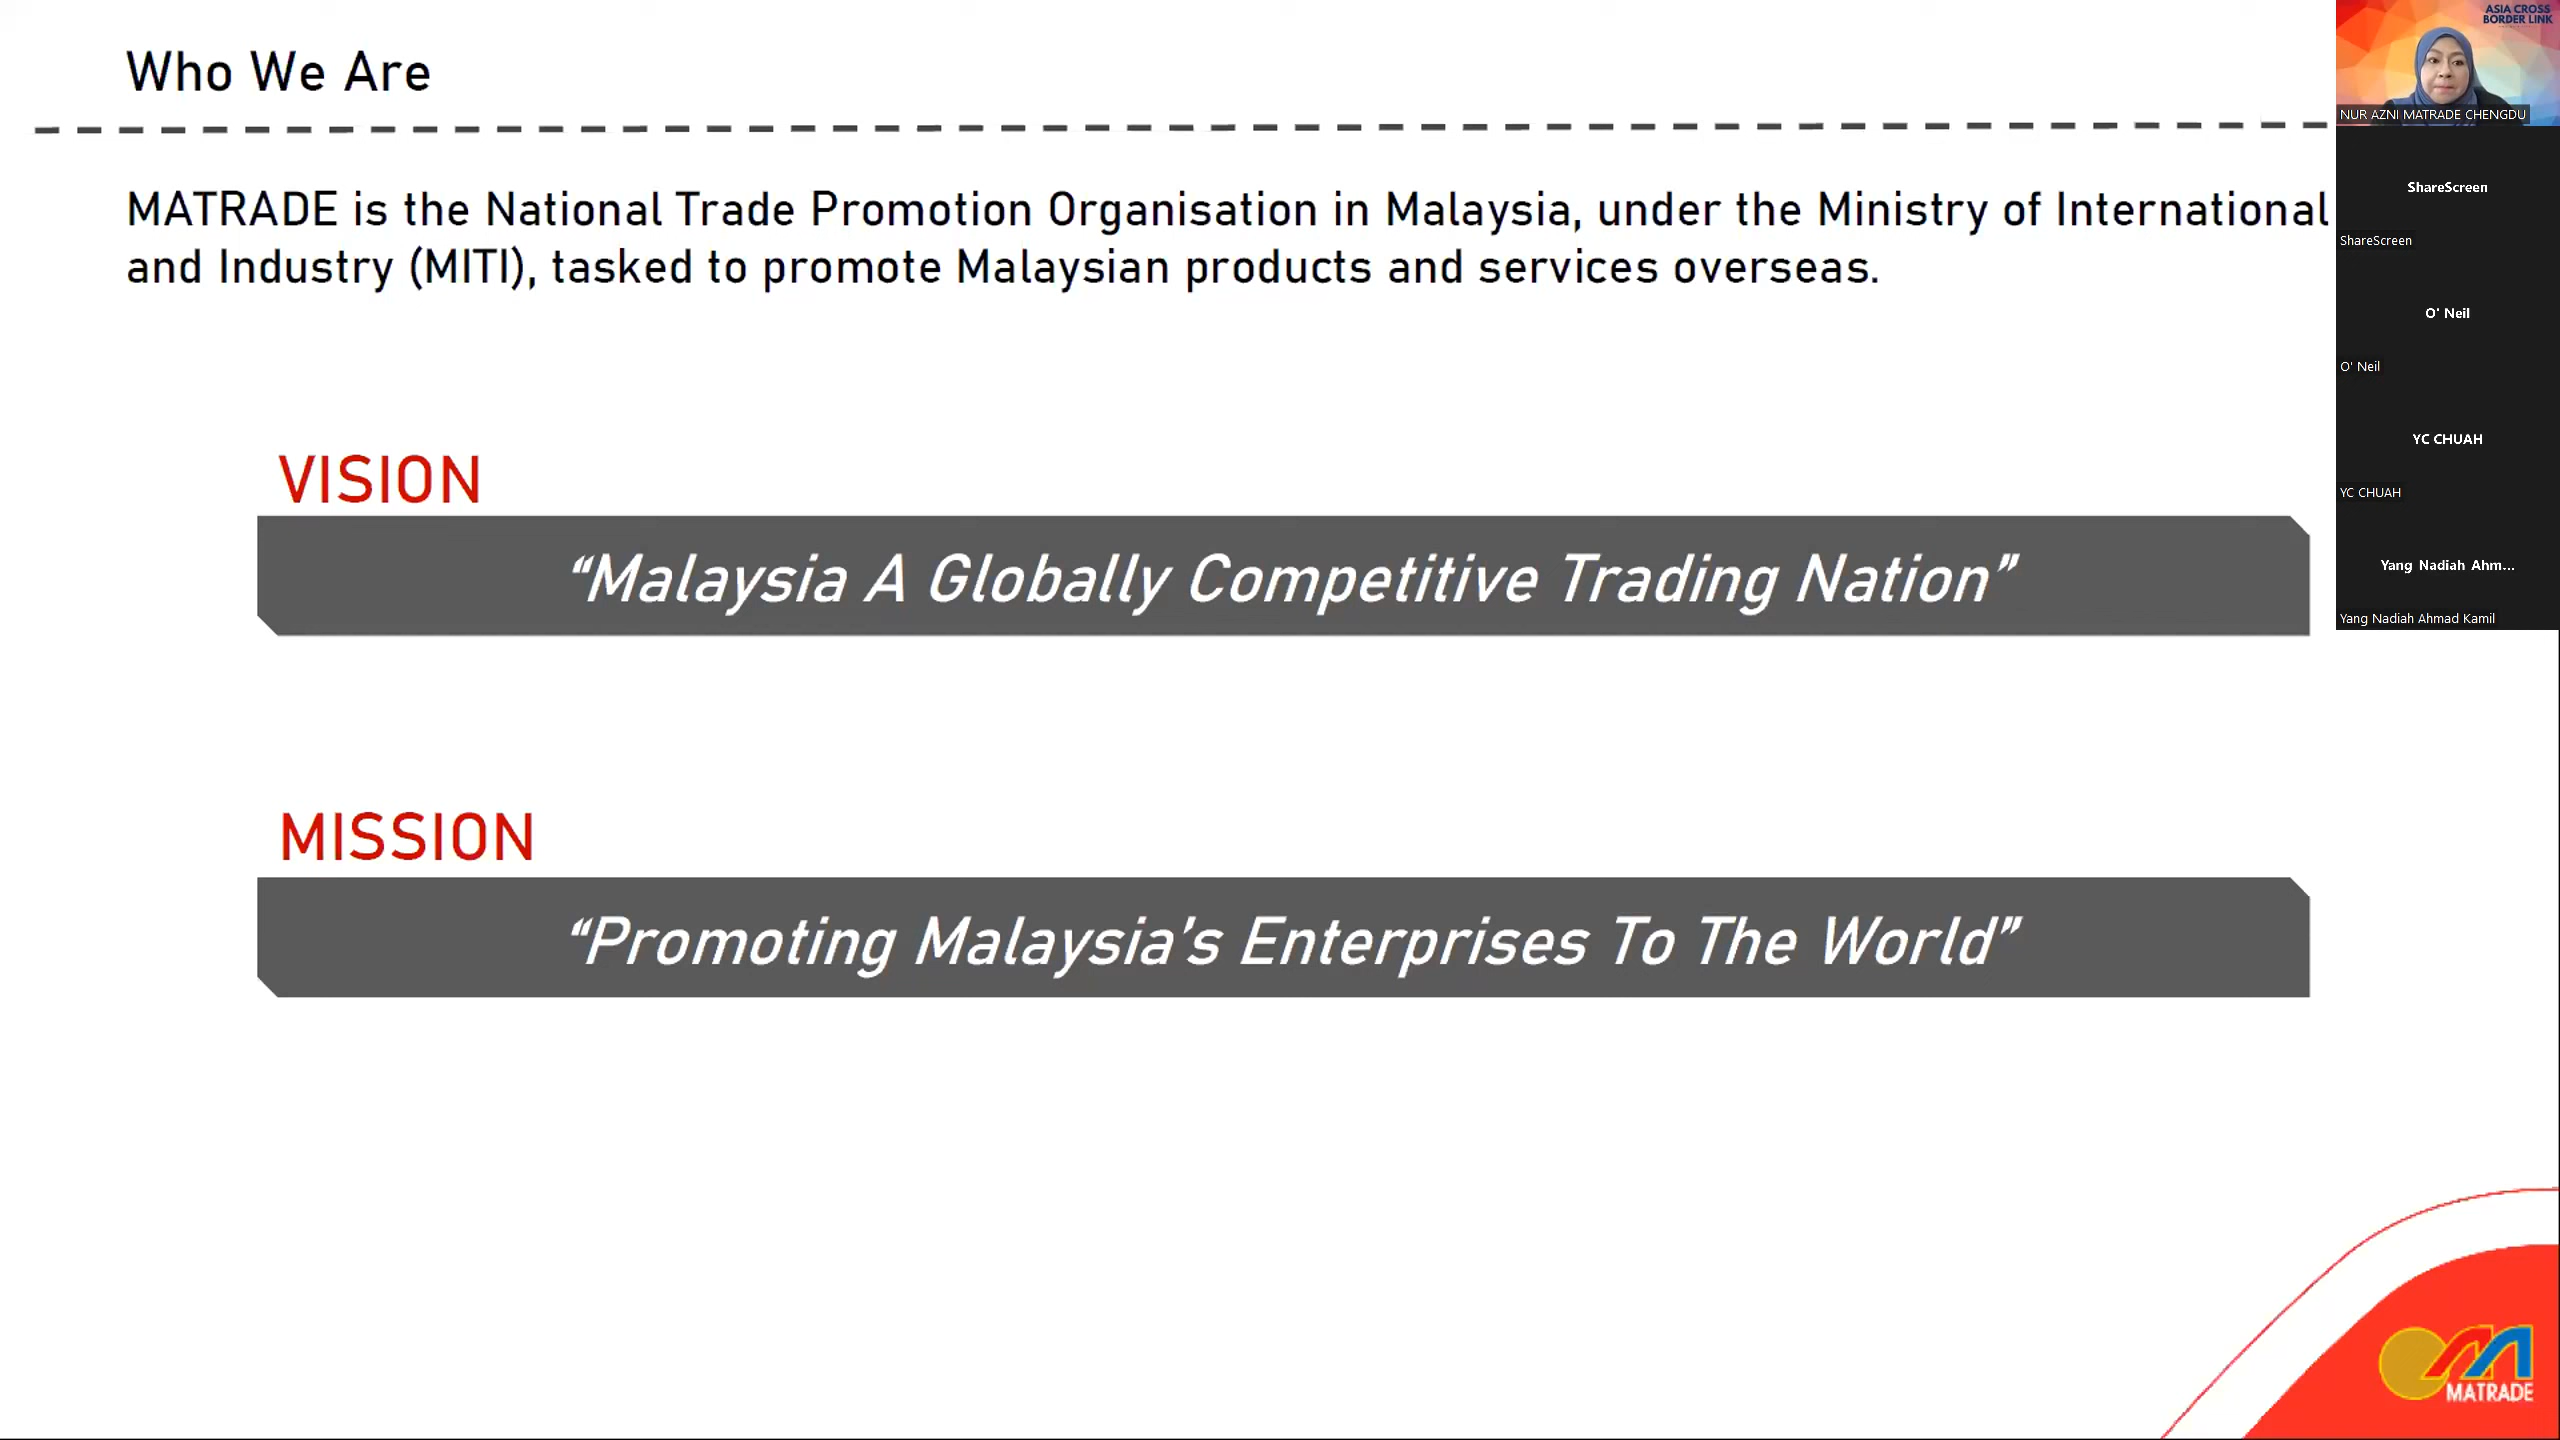 Who We Are
MATRADE is the National Trade Promotion Organisation in Malaysia, under the Ministry of International
and Industry (MITI), tasked to promote Malaysian products and services overseas.
VISION
“Malaysia A Globally Competitive Trading Nation”
MISSION
“Promoting Malaysia's Enterprises To The World”
MATRADE
ASIA CROSS
BORDER LINK
NUR AZNI MATRADE CHENGDU
ShareScreen
ShareScreen
O' Neil
O' Neil
YC CHUAH
YC CHUAH
Yang Nadiah Ahm...
Yang Nadiah Ahmad Kamil